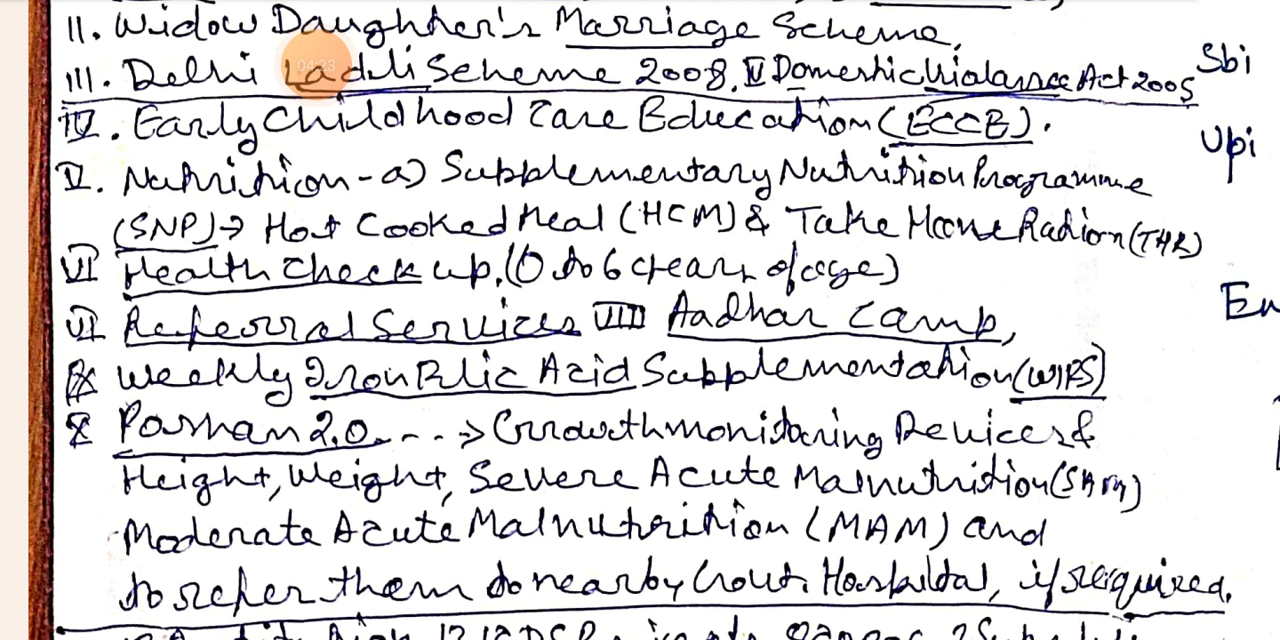 II. Widow Daughter's Marriage Scheme,
III. Delhi Ladli Scheme 2008, IV Domestic Violance Act 2005
IV. Early Childhood Care Education (ECCE).
V. Nutrition - a) Supplementary Nutrition Programme
(SNP) → Hot Cooked Meal (HCM) & Take Home Ration (THR)
VI Health Check up, (0 to 6 years of age)
VII Referral Services VIII Aadhar Camp,
IX Weekly Iron Folic Acid Supplementation (WIFS)
X Poshan 2.0 ... → Growth monitoring Devices &
Height, Weight, Severe Acute Malnutrition (SAM)
Moderate Acute Malnutrition (MAM) and
to refer them to nearby Govt. Hospital, if required.
Sbi
Upi
04:23